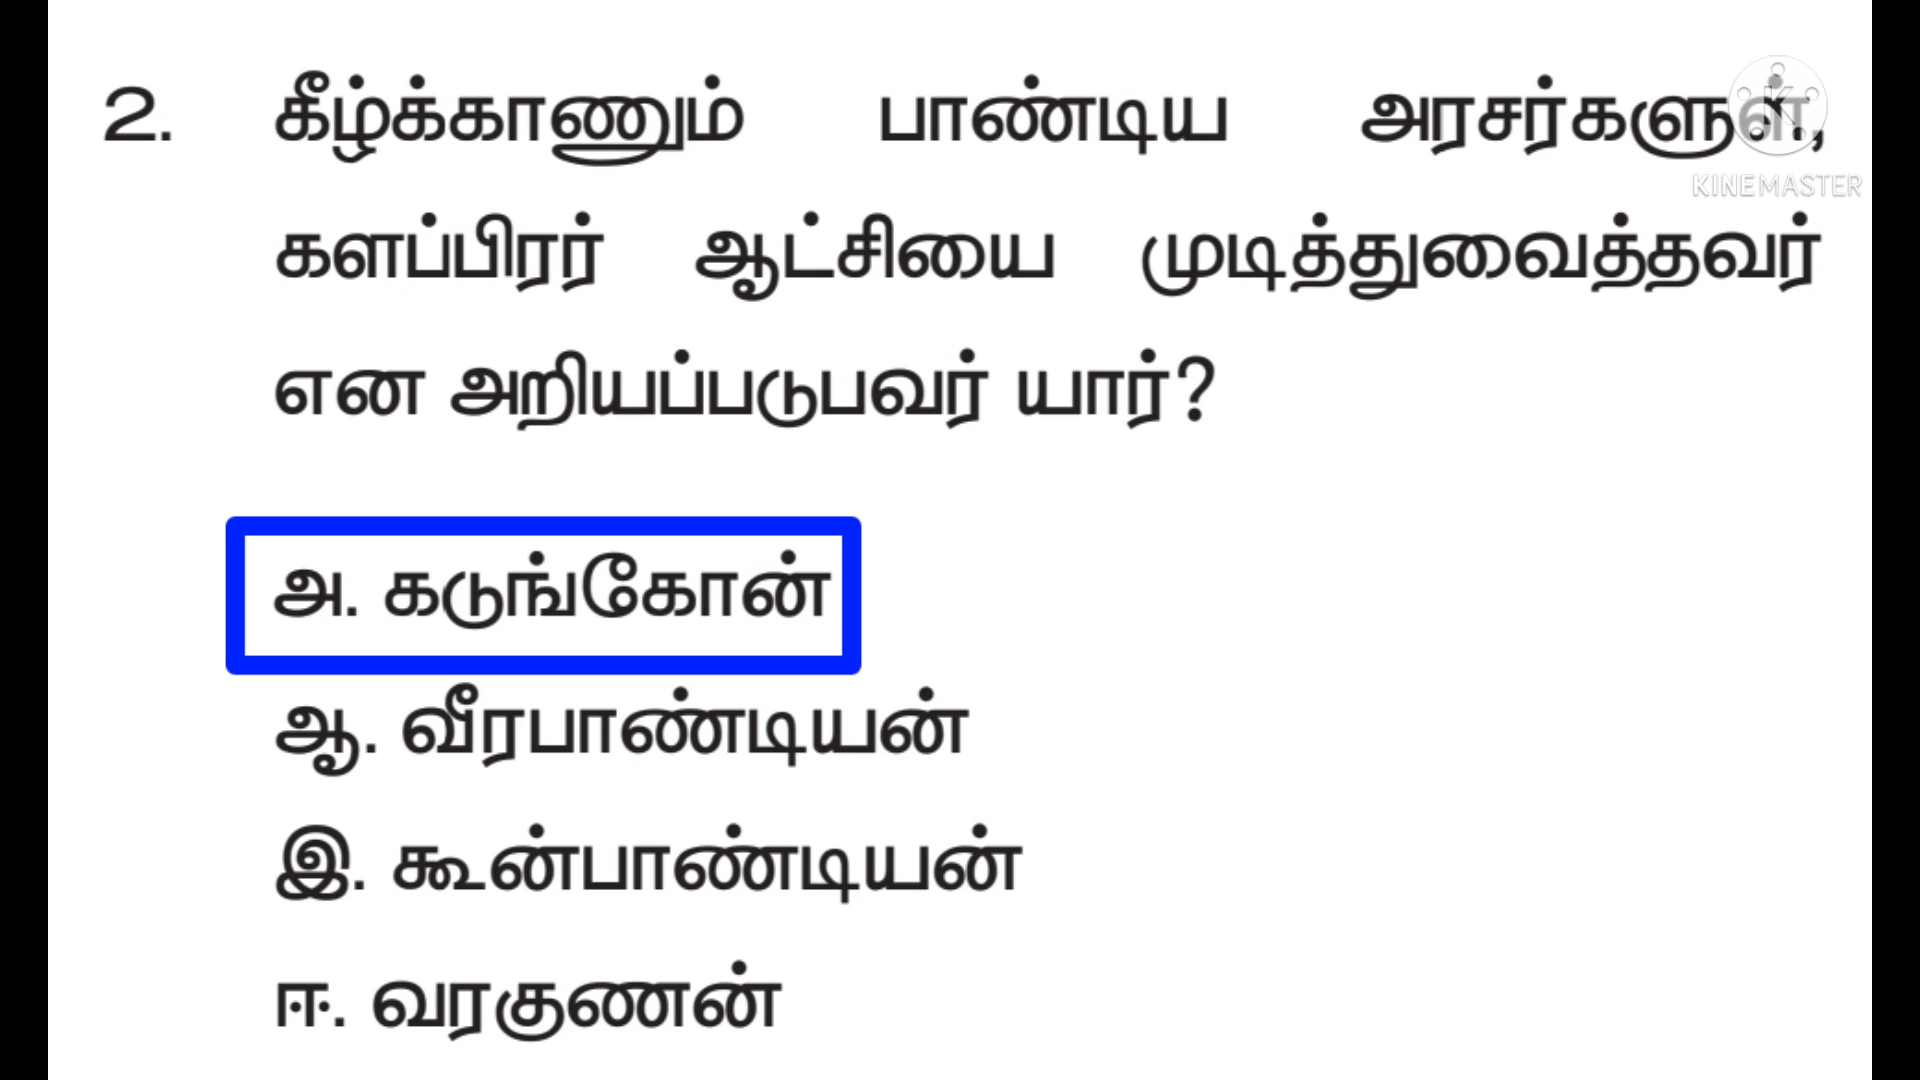 2. கீழ்க்காணும் பாண்டிய அரசர்களுள்,
KINEMASTER
களப்பிரர் ஆட்சியை முடித்துவைத்தவர்
என அறியப்படுபவர் யார்?
அ. கடுங்கோன்
ஆ. வீரபாண்டியன்
இ. கூன்பாண்டியன்
ஈ. வரகுணன்